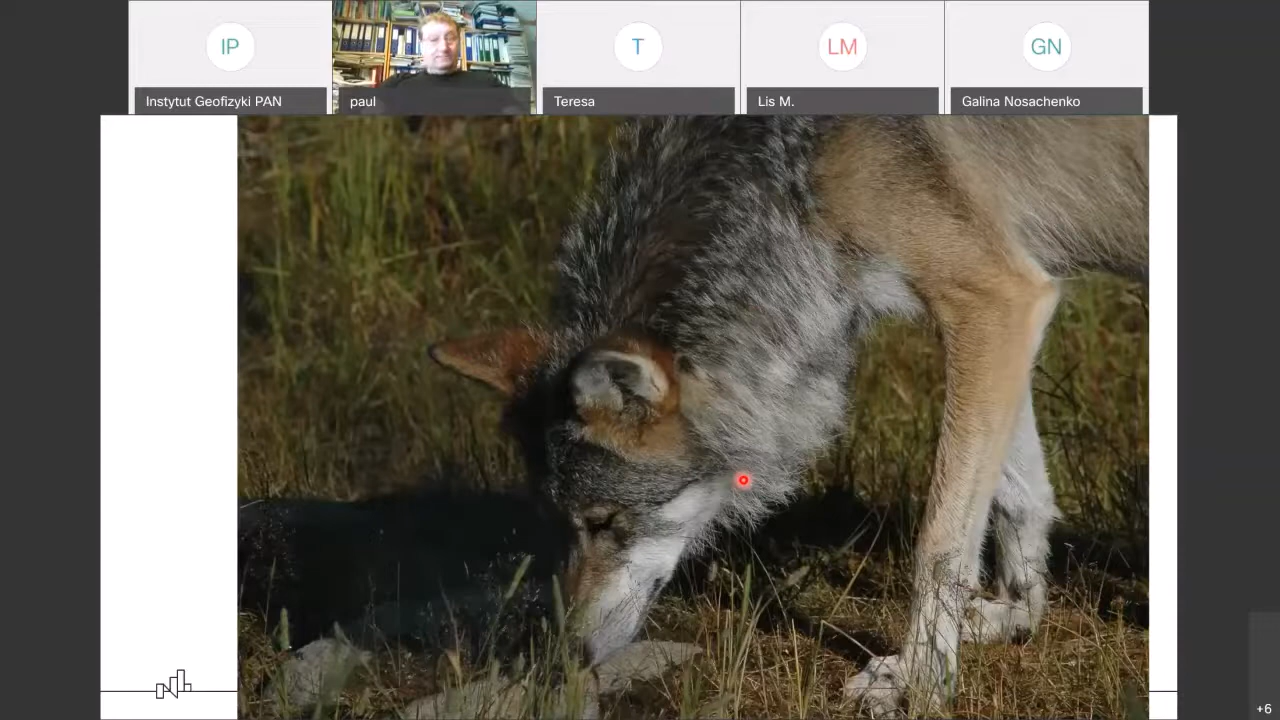 IP
T
LM
GN
Instytut Geofizyki PAN
paul
Teresa
Lis M.
Galina Nosachenko
+6